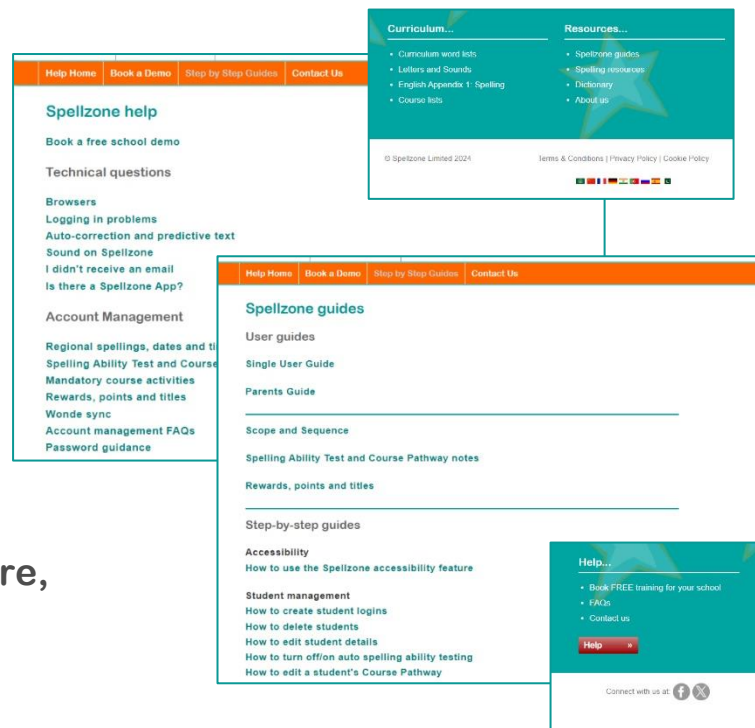 Curriculum...
Curriculum word lists
Letters and Sounds
English Appendix 1: Spelling
Course lists
Resources...
Spellzone guides
Spelling resources
Dictionary
About us
© Spellzone Limited 2024
Terms & Conditions | Privacy Policy | Cookie Policy
Help Home Book a Demo Step by Step Guides Contact Us
Spellzone help
Book a free school demo
Technical questions
Browsers
Logging in problems
Auto-correction and predictive text
Sound on Spellzone
I didn't receive an email
Is there a Spellzone App?
Account Management
Regional spellings, dates and
Spelling Ability Test and Course
Mandatory course activities
Rewards, points and titles
Wonde sync
Account management FAQs
Password guidance
Help Home Book a Demo Step by Step Guides Contact Us
Spellzone guides
User guides
Single User Guide
Parents Guide
Scope and Sequence
Spelling Ability Test and Course Pathway notes
Rewards, points and titles
Step-by-step guides
Accessibility
How to use the Spellzone accessibility feature
Student management
How to create student logins
How to delete students
How to edit student details
How to turn off/on auto spelling ability testing
How to edit a student's Course Pathway
re,
Help...
Book FREE training for your school
FAQs
Contact us
Help »
Connect with us at: